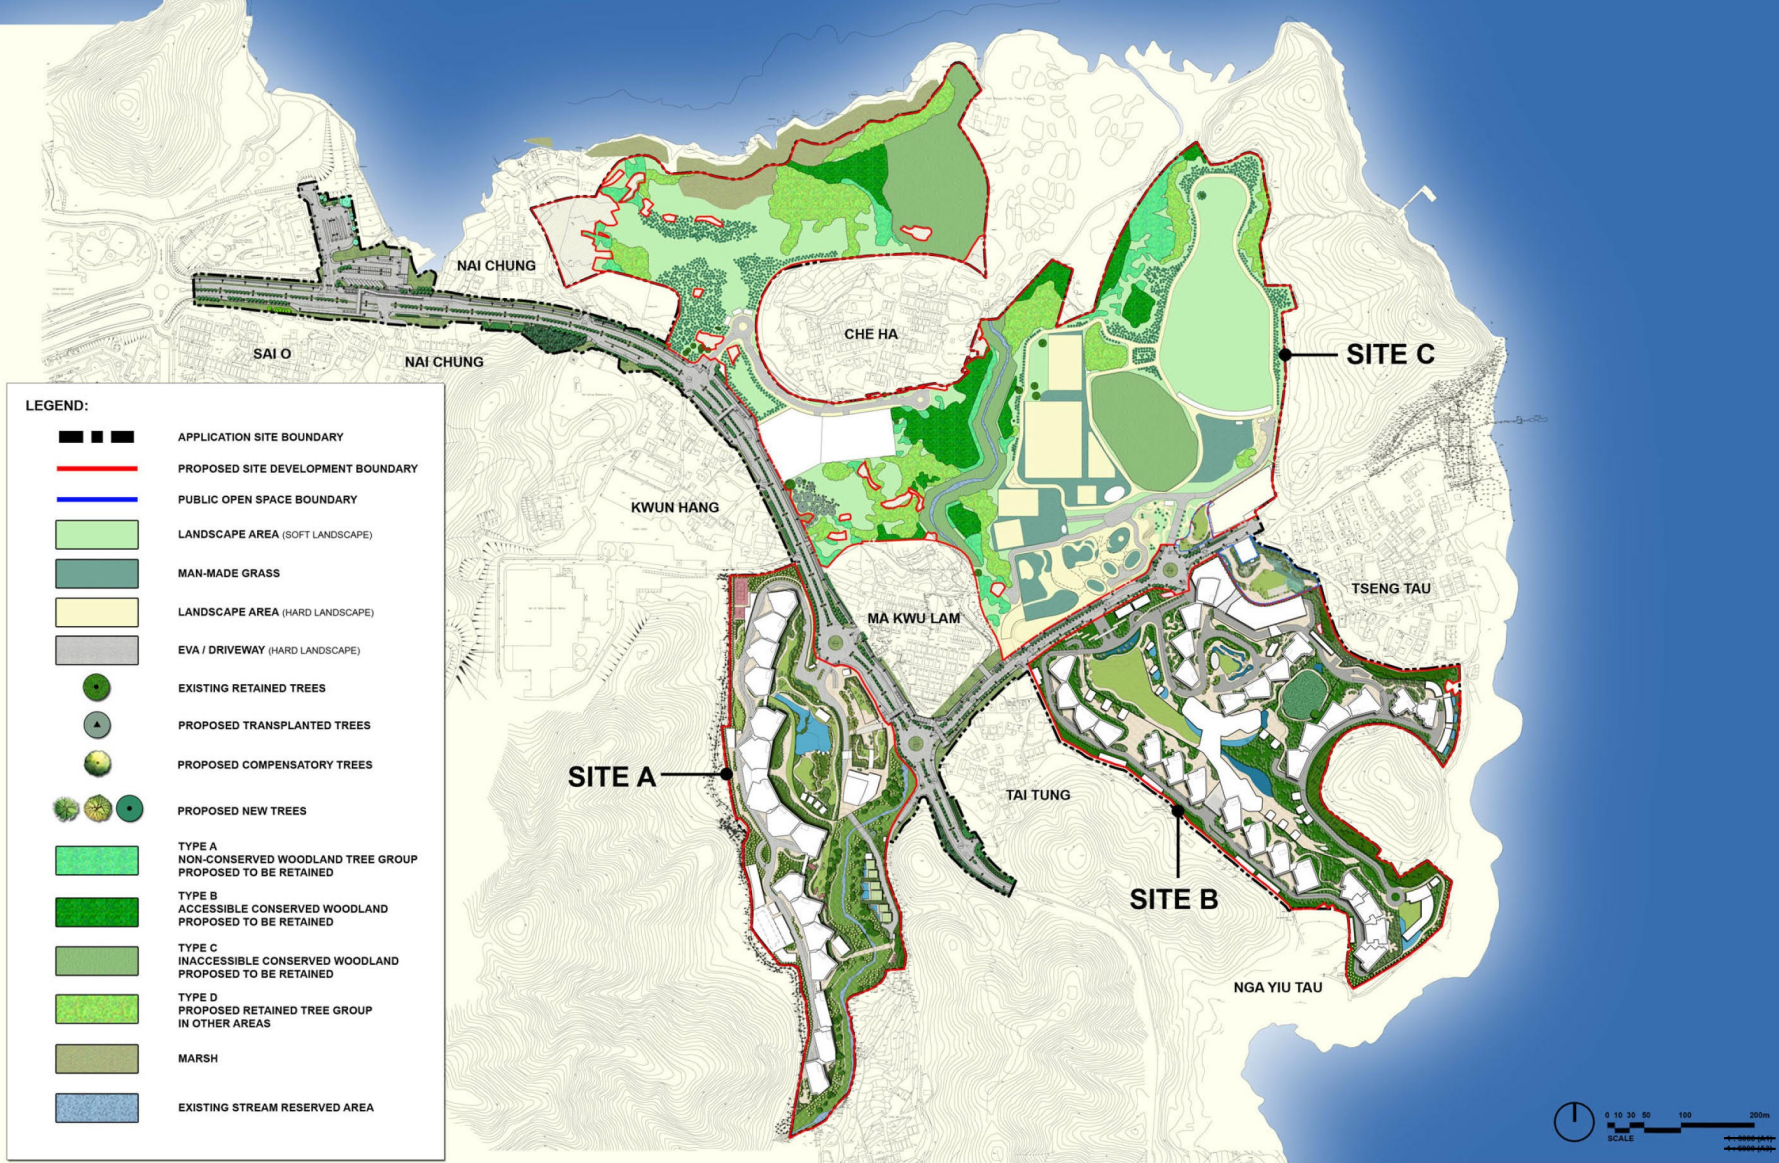 NAI CHUNG
CHE HA
SITE C
SAI O
NAI CHUNG
LEGEND:
APPLICATION SITE BOUNDARY
PROPOSED SITE DEVELOPMENT BOUNDARY
PUBLIC OPEN SPACE BOUNDARY
LANDSCAPE AREA (SOFT LANDSCAPE)
MAN-MADE GRASS
LANDSCAPE AREA (HARD LANDSCAPE)
EVA / DRIVEWAY (HARD LANDSCAPE)
EXISTING RETAINED TREES
PROPOSED TRANSPLANTED TREES
PROPOSED COMPENSATORY TREES
PROPOSED NEW TREES
TYPE A
NON-CONSERVED WOODLAND TREE GROUP
PROPOSED TO BE RETAINED
TYPE B
ACCESSIBLE CONSERVED WOODLAND
PROPOSED TO BE RETAINED
TYPE C
INACCESSIBLE CONSERVED WOODLAND
PROPOSED TO BE RETAINED
TYPE D
PROPOSED RETAINED TREE GROUP
IN OTHER AREAS
MARSH
EXISTING STREAM RESERVED AREA
KWUN HANG
TSENG TAU
MA KWU LAM
SITE A
TAI TUNG
SITE B
NGA YIU TAU
0 10 30 50 100 200m
SCALE